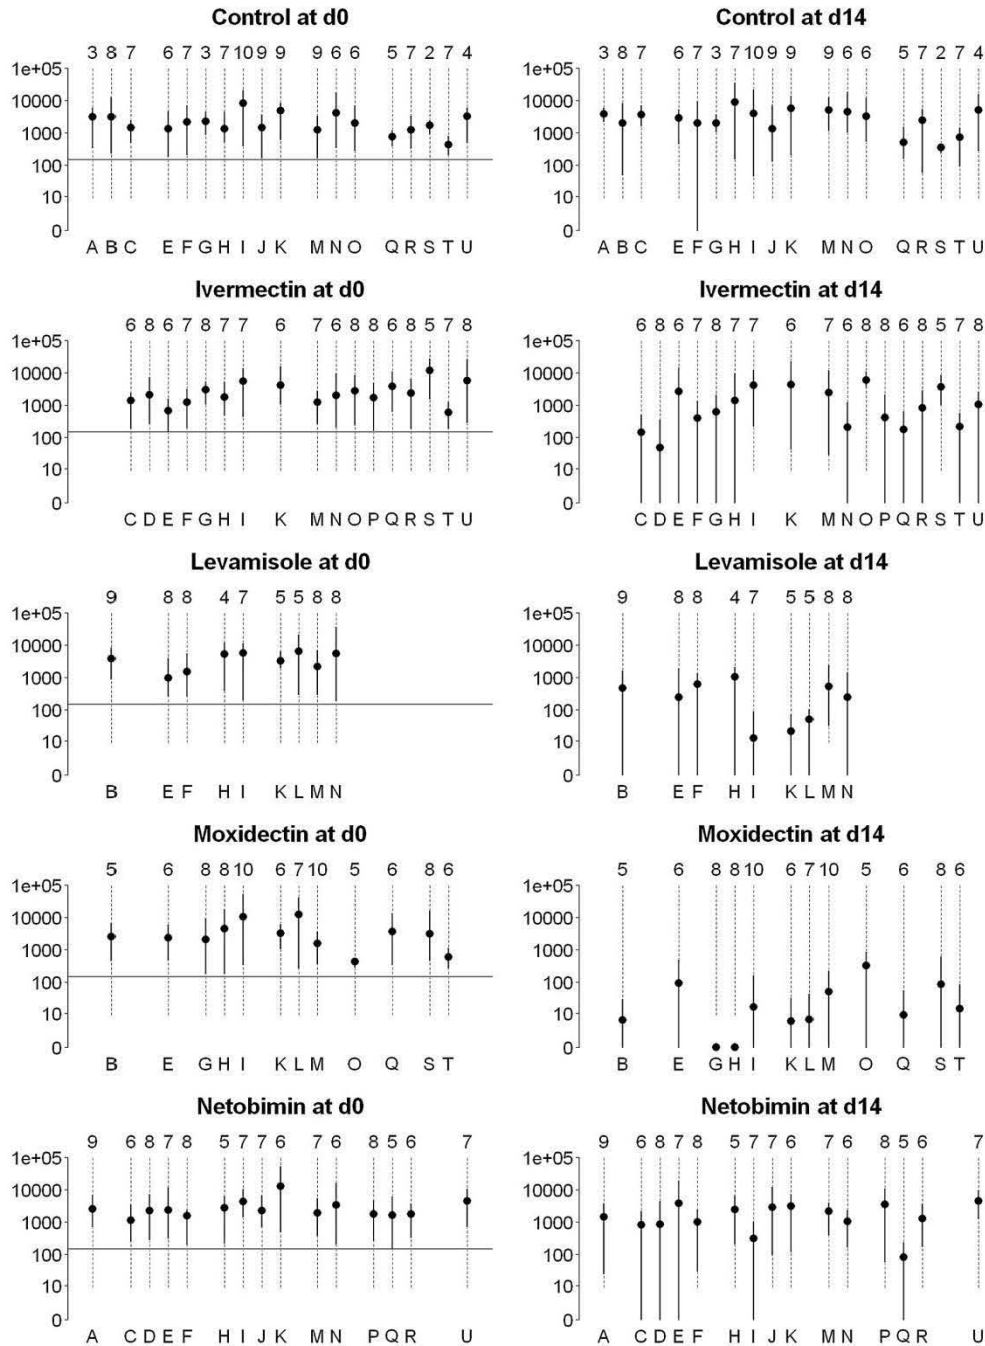 Control at d0
3 8 7 6 7 3 7 10 9 9 9 6 6 5 7 2 7 4
1e+05
10000
1000
100
10
0
A B C E F G H I J K M N O Q R S T U
Control at d14
3 8 7 6 7 3 7 10 9 9 9 6 6 5 7 2 7 4
1e+05
10000
1000
100
10
0
A B C E F G H I J K M N O Q R S T U
Ivermectin at d0
6 8 6 7 8 7 7 6 7 6 8 8 6 8 5 7 8
1e+05
10000
1000
100
10
0
C D E F G H I K M N O P Q R S T U
Ivermectin at d14
6 8 6 7 8 7 7 6 7 6 8 8 6 8 5 7 8
1e+05
10000
1000
100
10
0
C D E F G H I K M N O P Q R S T U
Levamisole at d0
9 8 8 4 7 5 5 8 8
1e+05
10000
1000
100
10
0
B E F H I K L M N
Levamisole at d14
9 8 8 4 7 5 5 8 8
1e+05
10000
1000
100
10
0
B E F H I K L M N
Moxidectin at d0
5 6 8 8 10 6 7 10 5 6 8 6
1e+05
10000
1000
100
10
0
B E G H I K L M O Q S T
Moxidectin at d14
5 6 8 8 10 6 7 10 5 6 8 6
1e+05
10000
1000
100
10
0
B E G H I K L M O Q S T
Netobimin at d0
9 6 8 7 8 5 7 7 6 7 6 8 5 6 7
1e+05
10000
1000
100
10
0
A C D E F H I J K M N P Q R U
Netobimin at d14
9 6 8 7 8 5 7 7 6 7 6 8 5 6 7
1e+05
10000
1000
100
10
0
A C D E F H I J K M N P Q R U